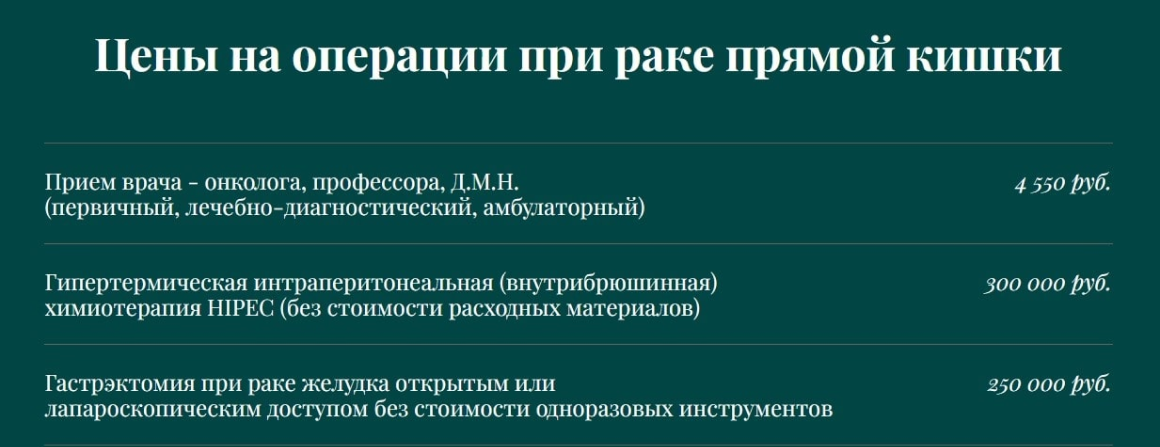 Цены на операции при раке прямой кишки
Прием врача - онколога, профессора, Д.М.Н.
(первичный, лечебно-диагностический, амбулаторный)
4 550 руб.
Гипертермическая интраперитонеальная (внутрибрюшинная)
химиотерапия HIPEC (без стоимости расходных материалов)
300 000 руб.
Гастрэктомия при раке желудка открытым или
лапароскопическим доступом без стоимости одноразовых инструментов
250 000 руб.